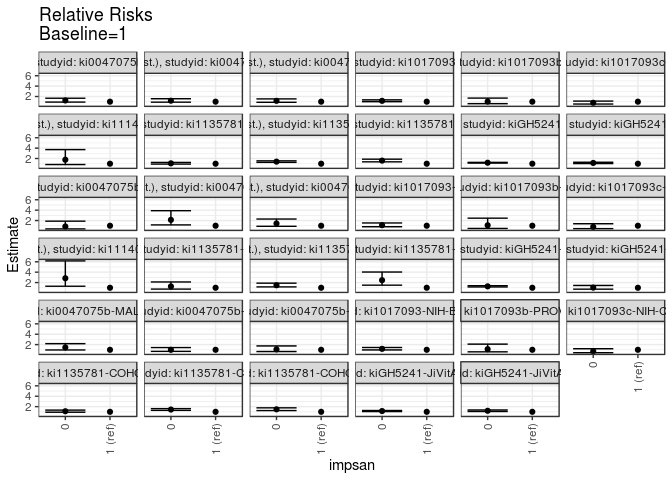 Relative Risks
Baseline=1
studyid: ki0047075
st.), studyid: ki0047
st.), studyid: ki0047
studyid: ki1017093
studyid: ki1017093b
studyid: ki1017093c
6
4
2
st.), studyid: ki1114
studyid: ki1135781
st.), studyid: ki1135
studyid: ki1135781
studyid: kiGH5241
studyid: kiGH5241
6
4
2
studyid: ki0047075b
st.), studyid: ki0047
st.), studyid: ki0047
studyid: ki1017093-
studyid: ki1017093b-
udyid: ki1017093c-
6
4
2
t.), studyid: ki1114
studyid: ki1135781-
st.), studyid: ki1135
studyid: ki1135781-
studyid: kiGH5241-
studyid: kiGH5241-
6
4
2
d: ki0047075b-MAL
dyid: ki0047075b-
dyid: ki0047075b-
d: ki1017093-NIH-B
ki1017093b-PRO
ki1017093c-NIH-C
6
4
2
d: ki1135781-COHO
dyid: ki1135781-C
d: ki1135781-COHO
d: kiGH5241-JiVitA
d: kiGH5241-JiVitA
6
4
2
0
1 (ref)
0
1 (ref)
0
1 (ref)
0
1 (ref)
0
1 (ref)
0
1 (ref)
Estimate
impsan